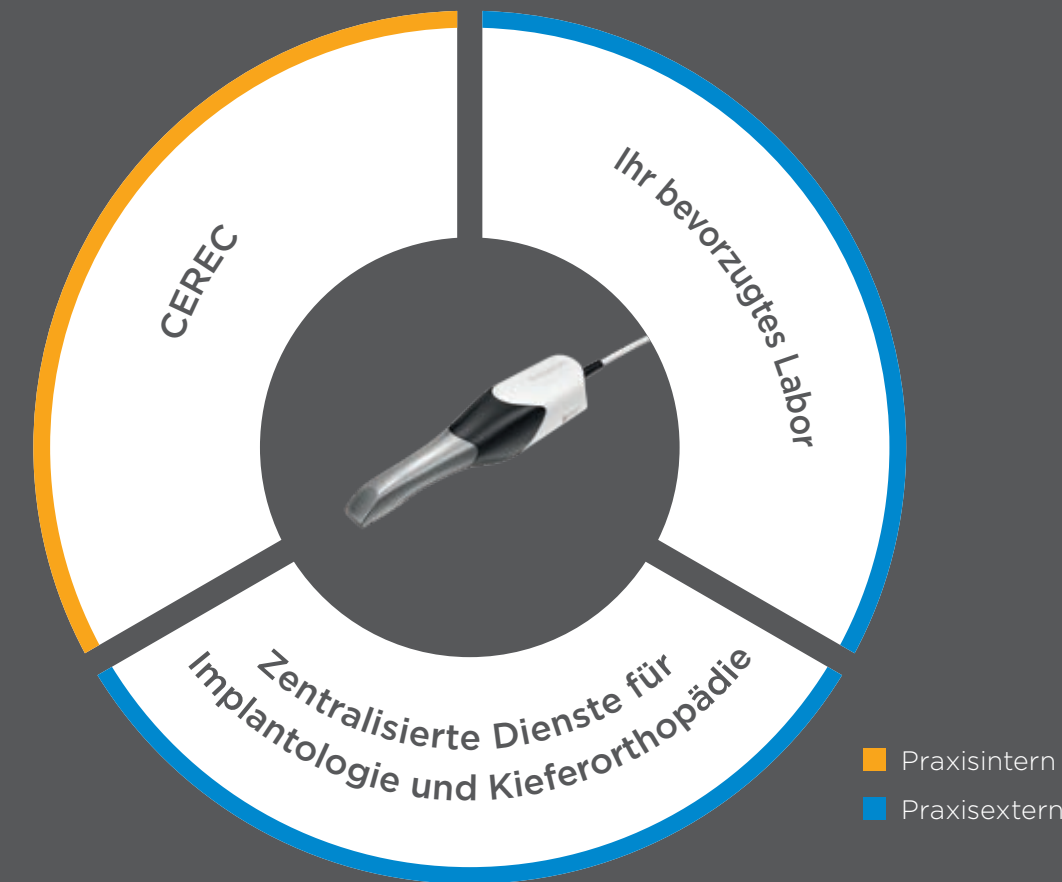 CEREC
Ihr bevorzugtes Labor
Zentralisierte Dienste für
Implantologie und Kieferorthopädie
Praxisintern
Praxisextern